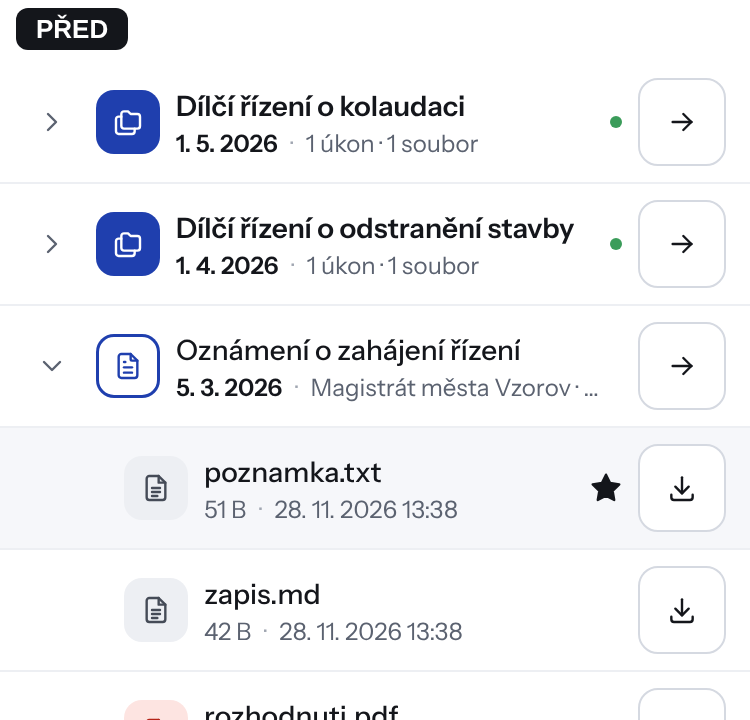 PŘED
Dílčí řízení o kolaudaci
1. 5. 2026 · 1 úkon · 1 soubor
Dílčí řízení o odstranění stavby
1. 4. 2026 · 1 úkon · 1 soubor
Oznámení o zahájení řízení
5. 3. 2026 · Magistrát města Vzorov · ...
poznamka.txt
51 B · 28. 11. 2026 13:38
zapis.md
42 B · 28. 11. 2026 13:38
rozhodnuti.pdf